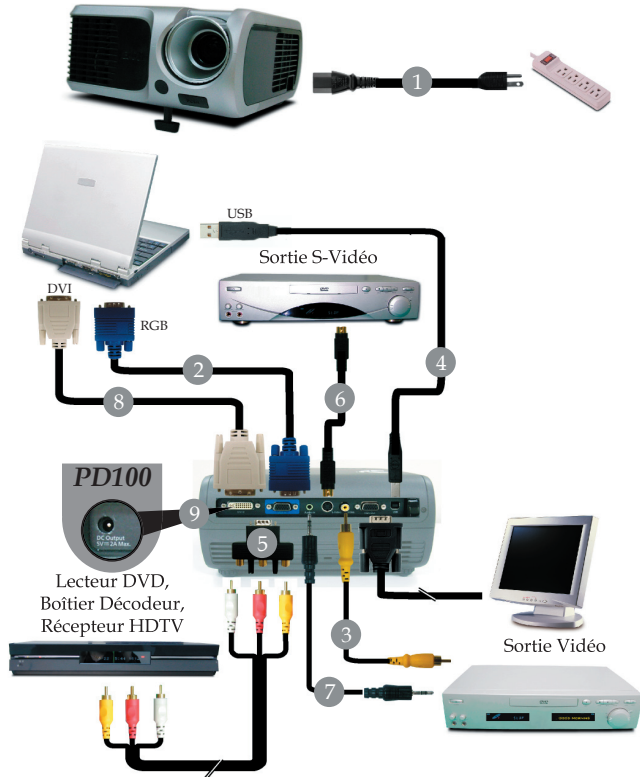 1
USB
Sortie S-Vidéo
DVI
RGB
2
4
8
6
PD100
9
DC Output
5V⎓2A Max.
5
Lecteur DVD,
Boîtier Décodeur,
Récepteur HDTV
3
Sortie Vidéo
7